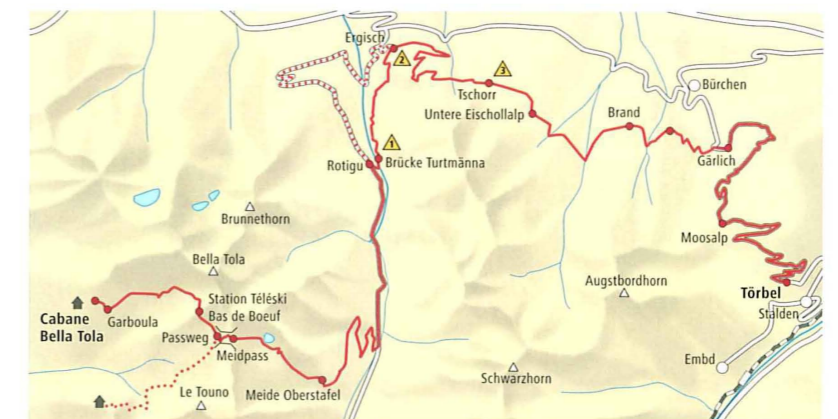 Ergisch
2
3
Tschorr
Bürchen
Untere Eischollalp
Brand
1
Rotigu
Brücke Turtmänna
Gärlich
Brunnethorn
Moosalp
Bella Tola
Augstbordhorn
Törbel
Stalden
Cabane
Bella Tola
Garboula
Station Téléski
Bas de Boeuf
Passweg
Meidpass
Meide Oberstafel
Le Touno
Schwarzhorn
Embd